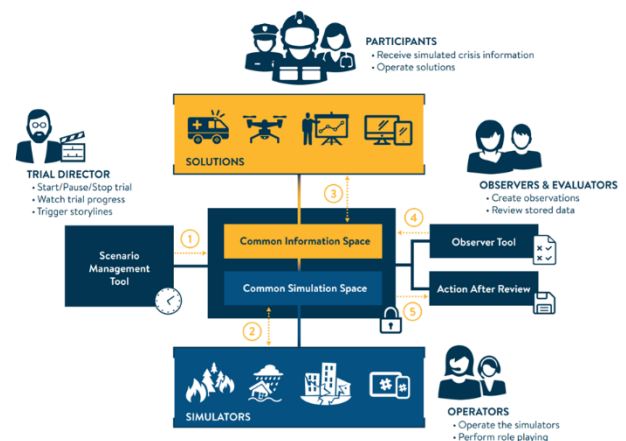 PARTICIPANTS
• Receive simulated crisis information
• Operate solutions
TRIAL DIRECTOR
• Start/Pause/Stop trial
• Watch trial progress
• Trigger storylines
SOLUTIONS
OBSERVERS & EVALUATORS
• Create observations
• Review stored data
3
1
4
Scenario
Management
Tool
Common Information Space
Common Simulation Space
Observer Tool
Action After Review
2
5
SIMULATORS
#
#
OPERATORS
• Operate the simulators
• Perform role playing